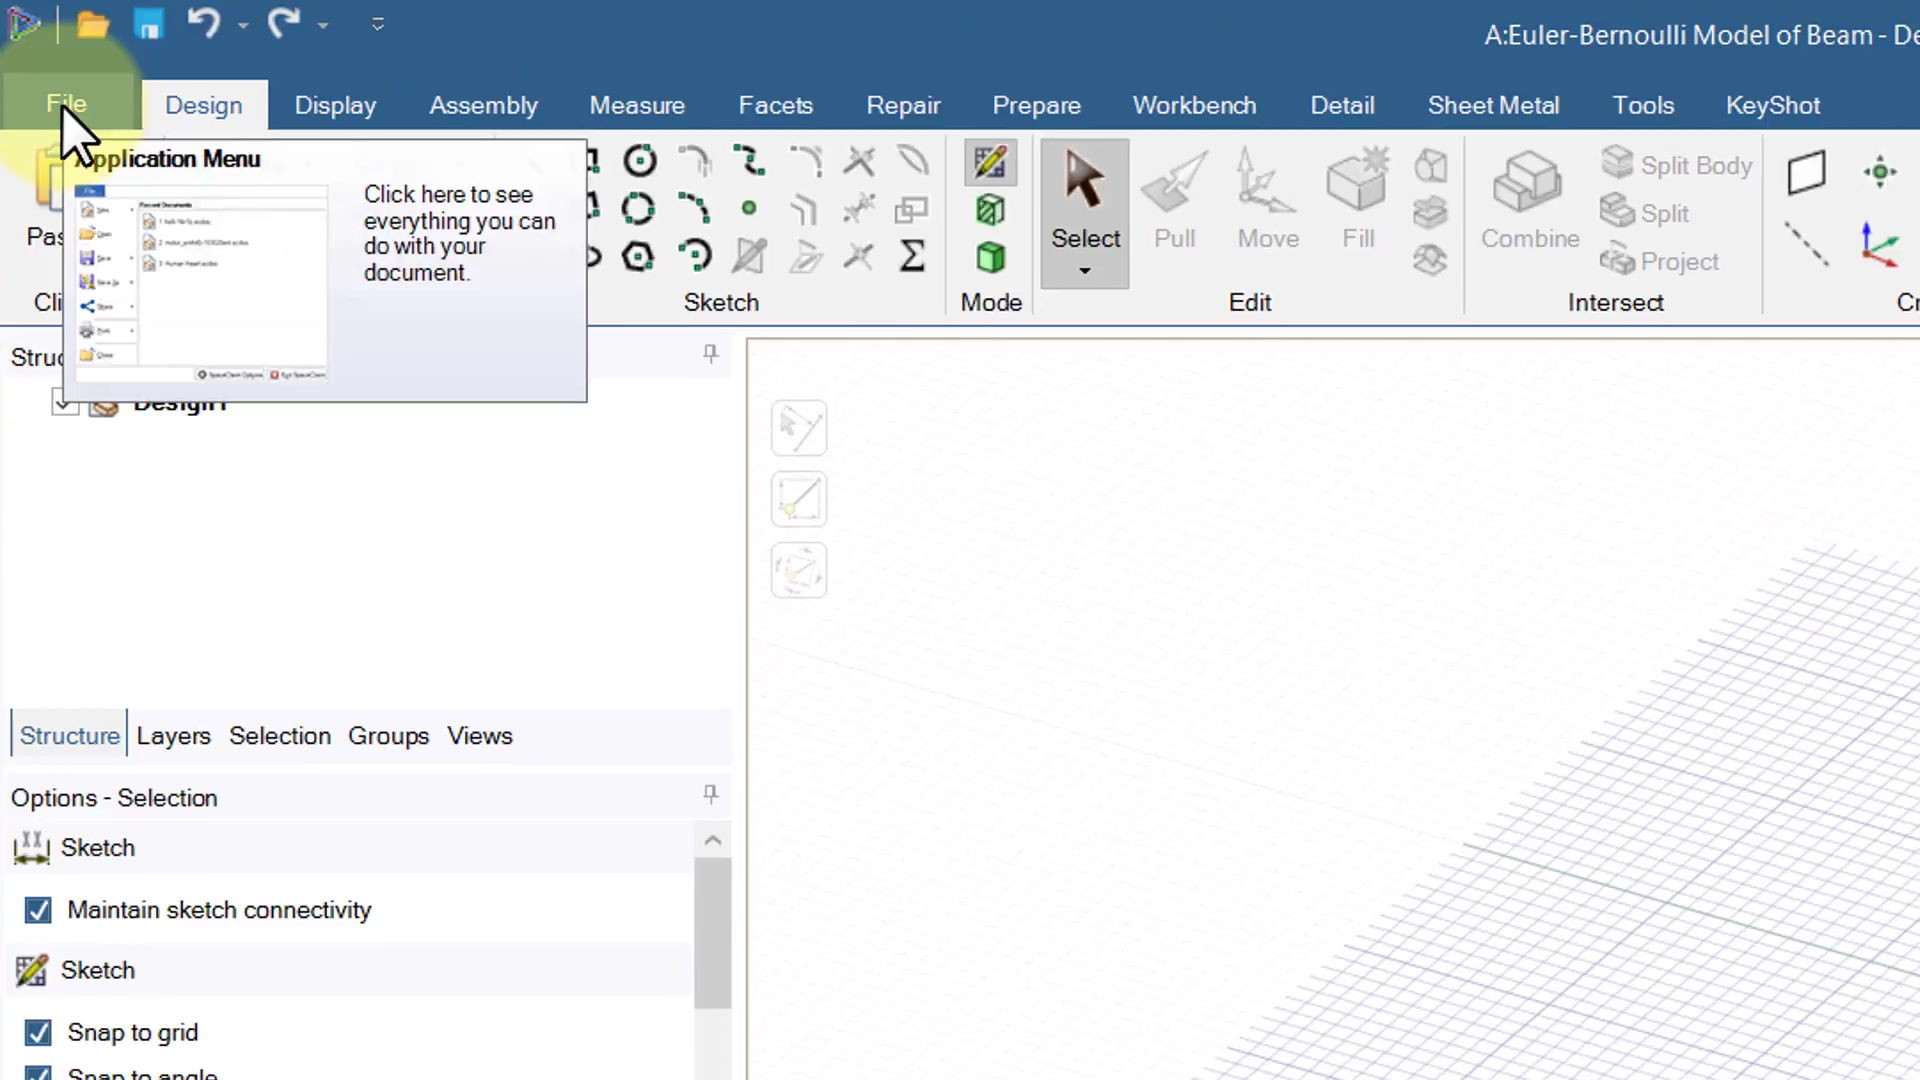 A:Euler-Bernoulli Model of Beam - De
File
Design
Display
Assembly
Measure
Facets
Repair
Prepare
Workbench
Detail
Sheet Metal
Tools
KeyShot
Application Menu
Click here to see
everything you can
do with your
document.
Recent Documents
Pas
Cli
Sketch
Mode
Select
Pull
Move
Fill
Edit
Combine
Split Body
Split
Project
Intersect
Cr
Struc
Design1
Structure
Layers
Selection
Groups
Views
Options - Selection
Sketch
Maintain sketch connectivity
Sketch
Snap to grid
Snap to angle